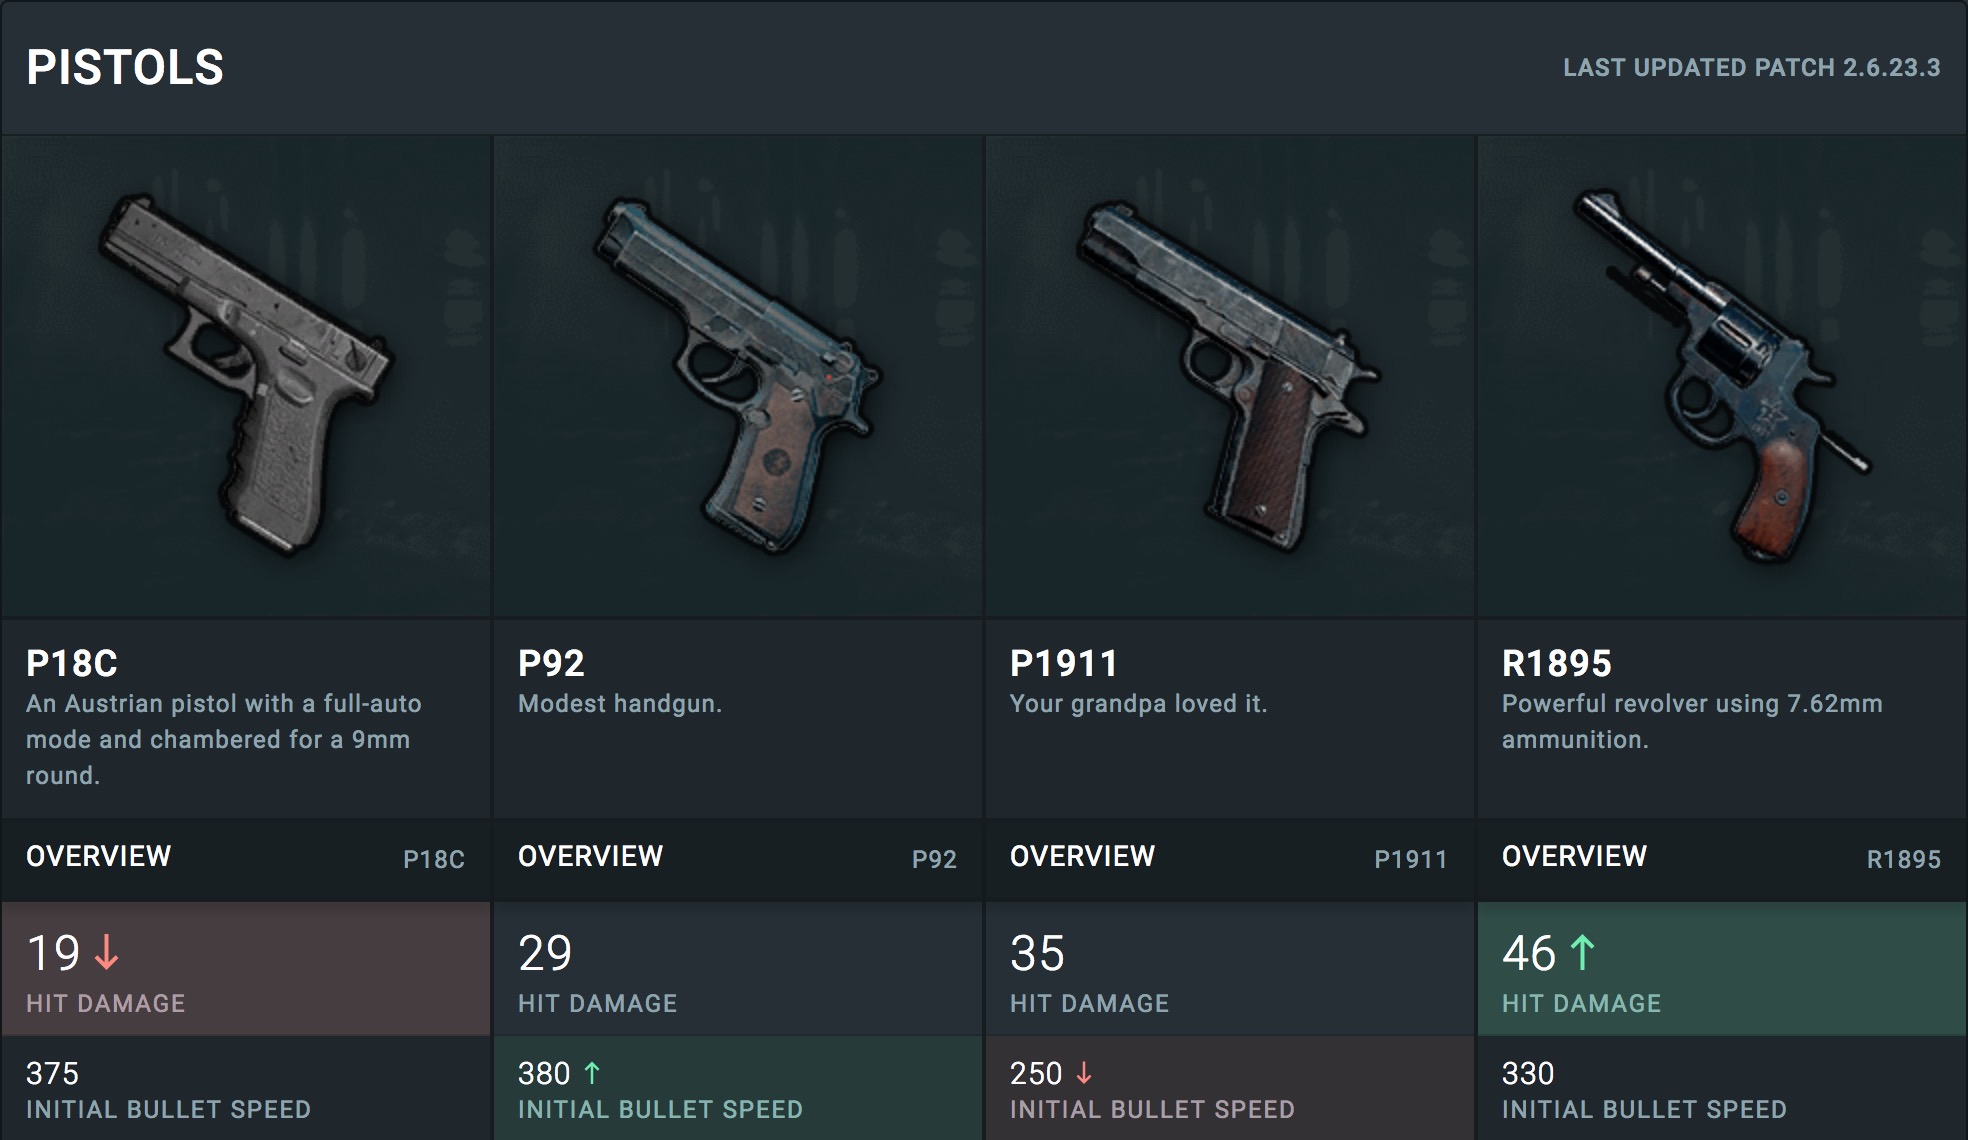 PISTOLS
LAST UPDATED PATCH 2.6.23.3
P18C
An Austrian pistol with a full-auto
mode and chambered for a 9mm
round.
P92
Modest handgun.
P1911
Your grandpa loved it.
R1895
Powerful revolver using 7.62mm
ammunition.
OVERVIEW P18C
OVERVIEW P92
OVERVIEW P1911
OVERVIEW R1895
19 ↓
HIT DAMAGE
29
HIT DAMAGE
35
HIT DAMAGE
46 ↑
HIT DAMAGE
375
INITIAL BULLET SPEED
380 ↑
INITIAL BULLET SPEED
250 ↓
INITIAL BULLET SPEED
330
INITIAL BULLET SPEED